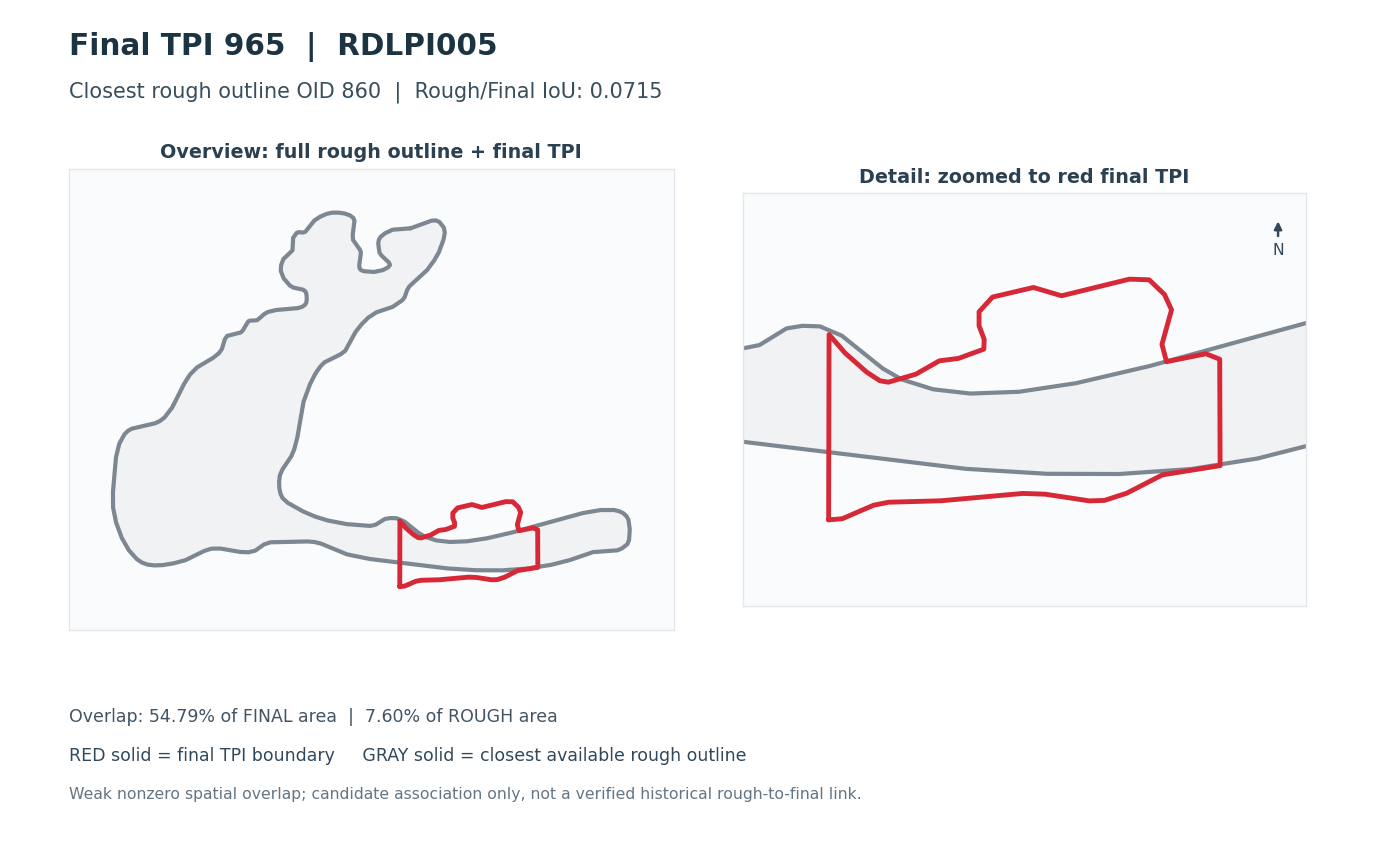 Final TPI 965 | RDLPI005
Closest rough outline OID 860 | Rough/Final IoU: 0.0715
Overview: full rough outline + final TPI
Detail: zoomed to red final TPI
N
Overlap: 54.79% of FINAL area | 7.60% of ROUGH area
RED solid = final TPI boundary GRAY solid = closest available rough outline
Weak nonzero spatial overlap; candidate association only, not a verified historical rough-to-final link.